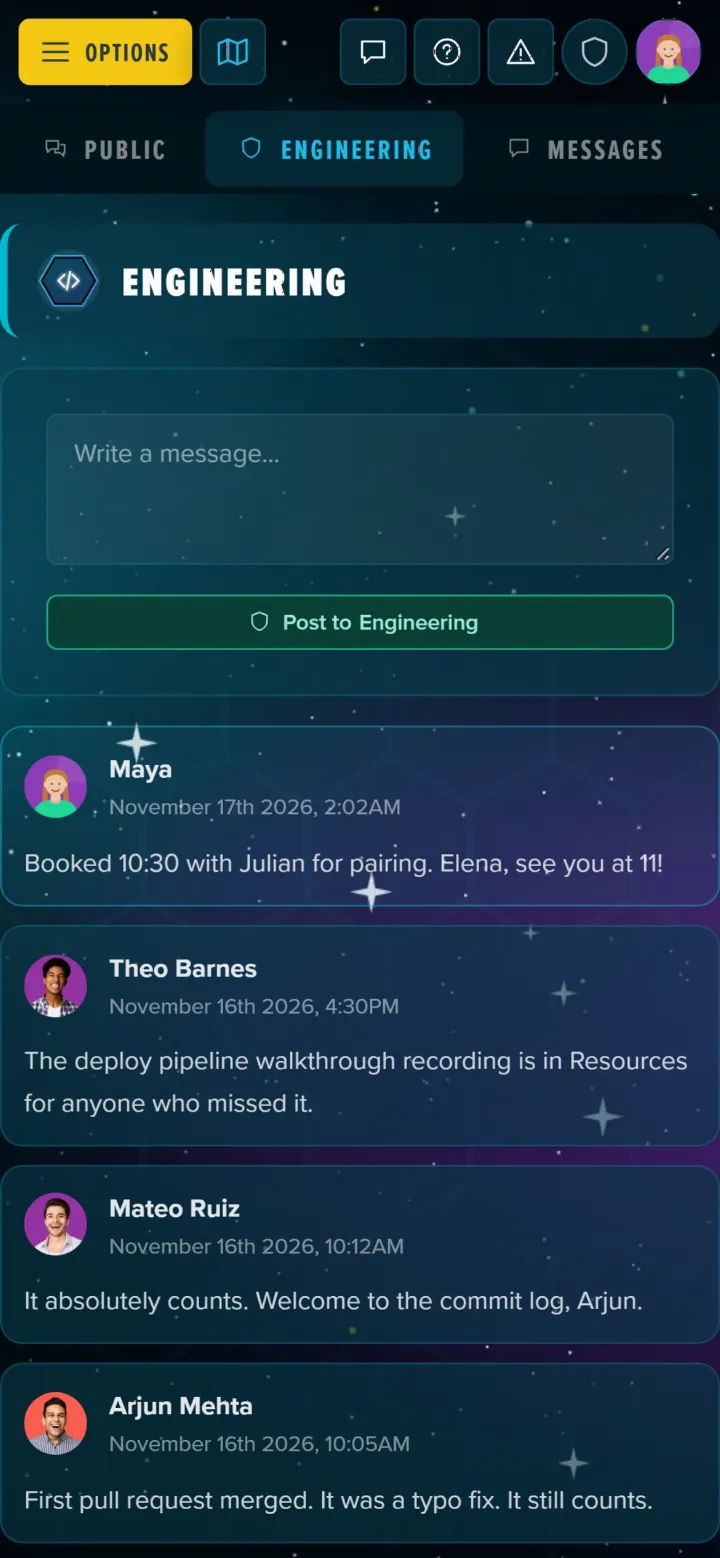 OPTIONS
PUBLIC
ENGINEERING
MESSAGES
</>
ENGINEERING
Write a message...
Post to Engineering
Maya
November 17th 2026, 2:02AM
Booked 10:30 with Julian for pairing. Elena, see you at 11!
Theo Barnes
November 16th 2026, 4:30PM
The deploy pipeline walkthrough recording is in Resources
for anyone who missed it.
Mateo Ruiz
November 16th 2026, 10:12AM
It absolutely counts. Welcome to the commit log, Arjun.
Arjun Mehta
November 16th 2026, 10:05AM
First pull request merged. It was a typo fix. It still counts.